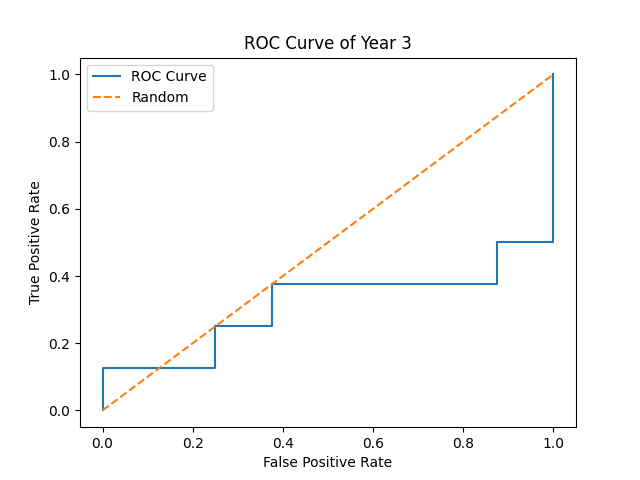 ROC Curve of Year 3
ROC Curve
Random
True Positive Rate
1.0
0.8
0.6
0.4
0.2
0.0
0.0 0.2 0.4 0.6 0.8 1.0
False Positive Rate